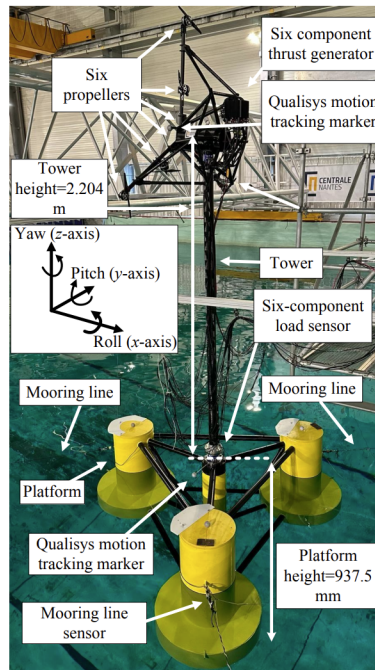 Six
propellers
Six component
thrust generator
Qualisys motion
tracking marker
Tower
height=2.204
m
CENTRALE
NANTES
Yaw (z-axis)
Pitch (y-axis)
Roll (x-axis)
Tower
Six-component
load sensor
Mooring line
Mooring line
Platform
Qualisys motion
tracking marker
Platform
height=937.5
mm
Mooring line
sensor